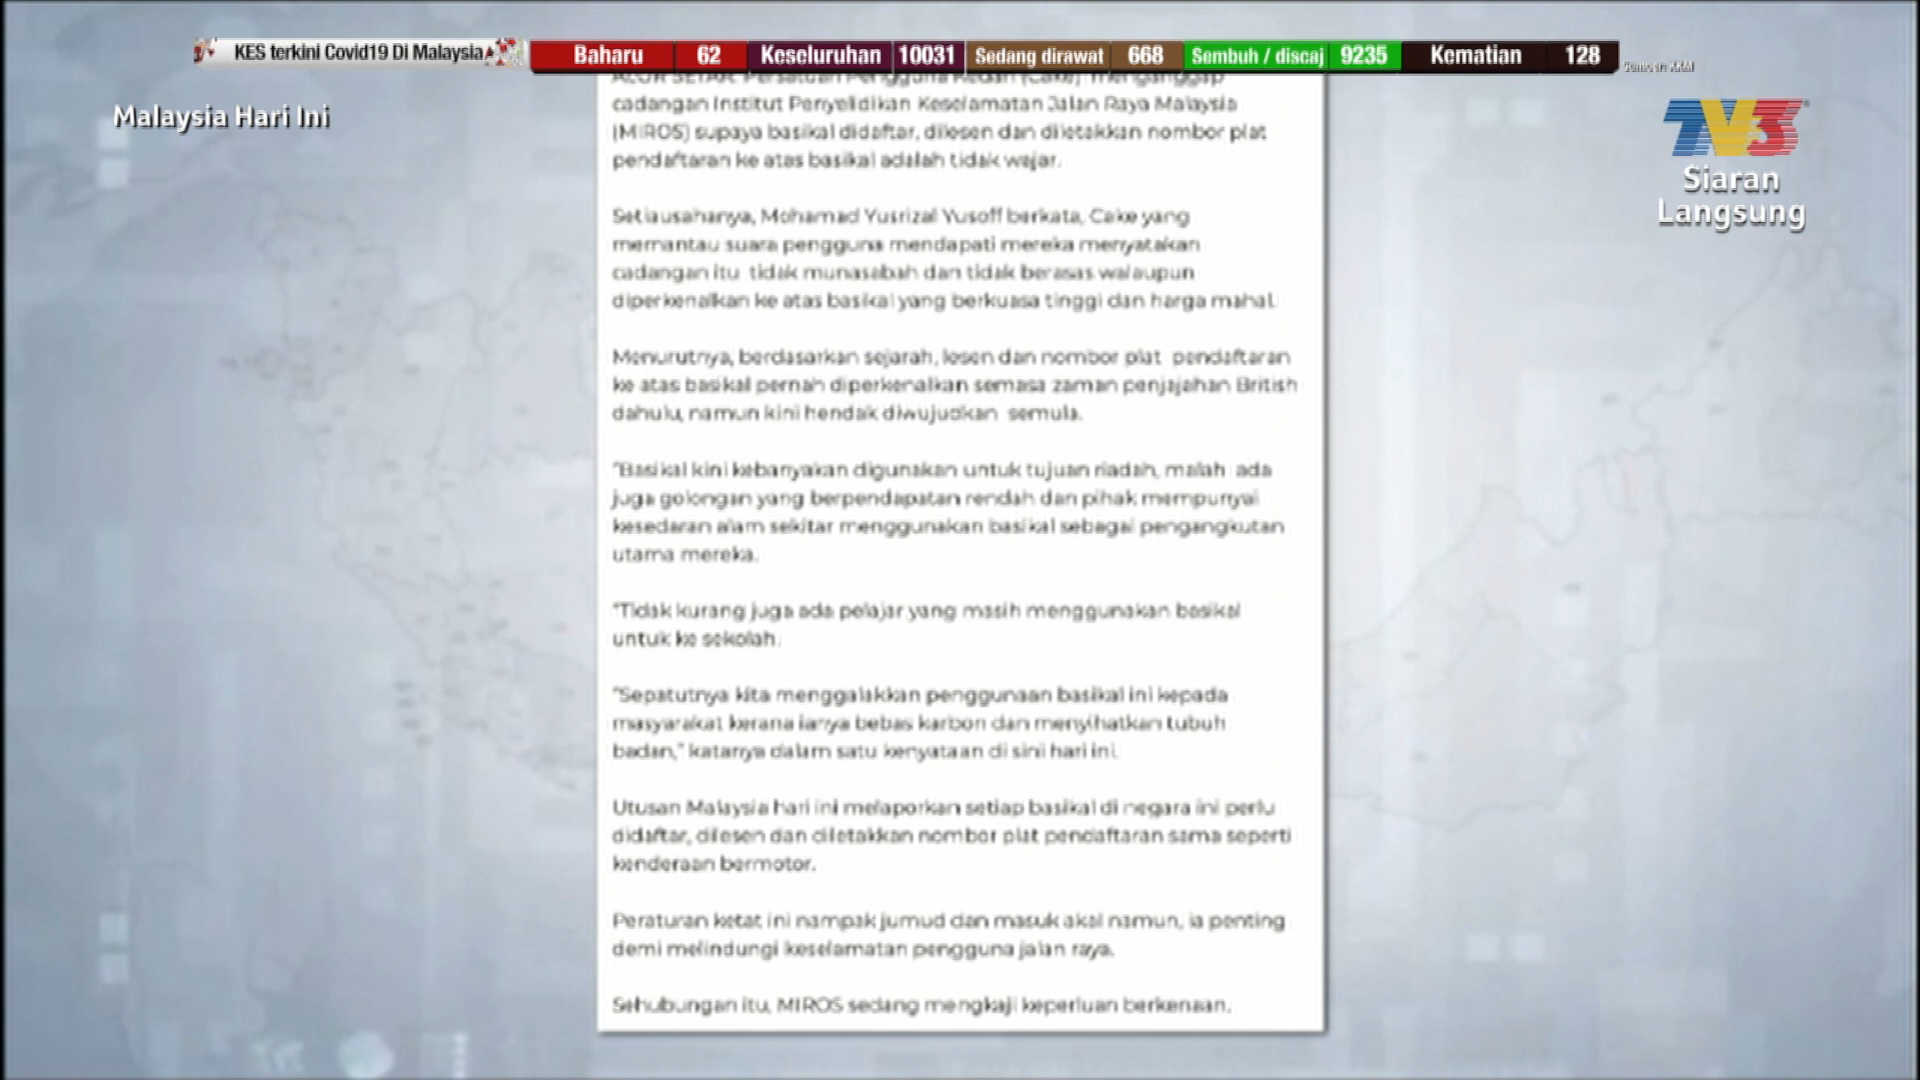 KES terkini Covid19 Di Malaysia Baharu 62 Keseluruhan 10031 Sedang dirawat 668 Sembuh / discaj 9235 Kematian 128
Sumber: KKM
Malaysia Hari Ini
TV3
Siaran
Langsung
ALOR SETAR: Persatuan Pengguna Kedah (Cake) menganggap
cadangan Institut Penyelidikan Keselamatan Jalan Raya Malaysia
(MIROS) supaya basikal didaftar, dilesen dan diletakkan nombor plat
pendaftaran ke atas basikal adalah tidak wajar.
Setiausahanya, Mohamad Yusrizal Yusoff berkata, Cake yang
memantau suara pengguna mendapati mereka menyatakan
cadangan itu tidak munasabah dan tidak berasas walaupun
diperkenalkan ke atas basikal yang berkuasa tinggi dan harga mahal.
Menurutnya, berdasarkan sejarah, lesen dan nombor plat pendaftaran
ke atas basikal pernah diperkenalkan semasa zaman penjajahan British
dahulu, namun kini hendak diwujudkan semula.
"Basikal kini kebanyakan digunakan untuk tujuan riadah, malah ada
juga golongan yang berpendapatan rendah dan pihak mempunyai
kesedaran alam sekitar menggunakan basikal sebagai pengangkutan
utama mereka.
"Tidak kurang juga ada pelajar yang masih menggunakan basikal
untuk ke sekolah.
"Sepatutnya kita menggalakkan penggunaan basikal ini kepada
masyarakat kerana ianya bebas karbon dan menyihatkan tubuh
badan," katanya dalam satu kenyataan di sini hari ini.
Utusan Malaysia hari ini melaporkan setiap basikal di negara ini perlu
didaftar, dilesen dan diletakkan nombor plat pendaftaran sama seperti
kenderaan bermotor.
Peraturan ketat ini nampak jumud dan masuk akal namun, ia penting
demi melindungi keselamatan pengguna jalan raya.
Sehubungan itu, MIROS sedang mengkaji keperluan berkenaan.